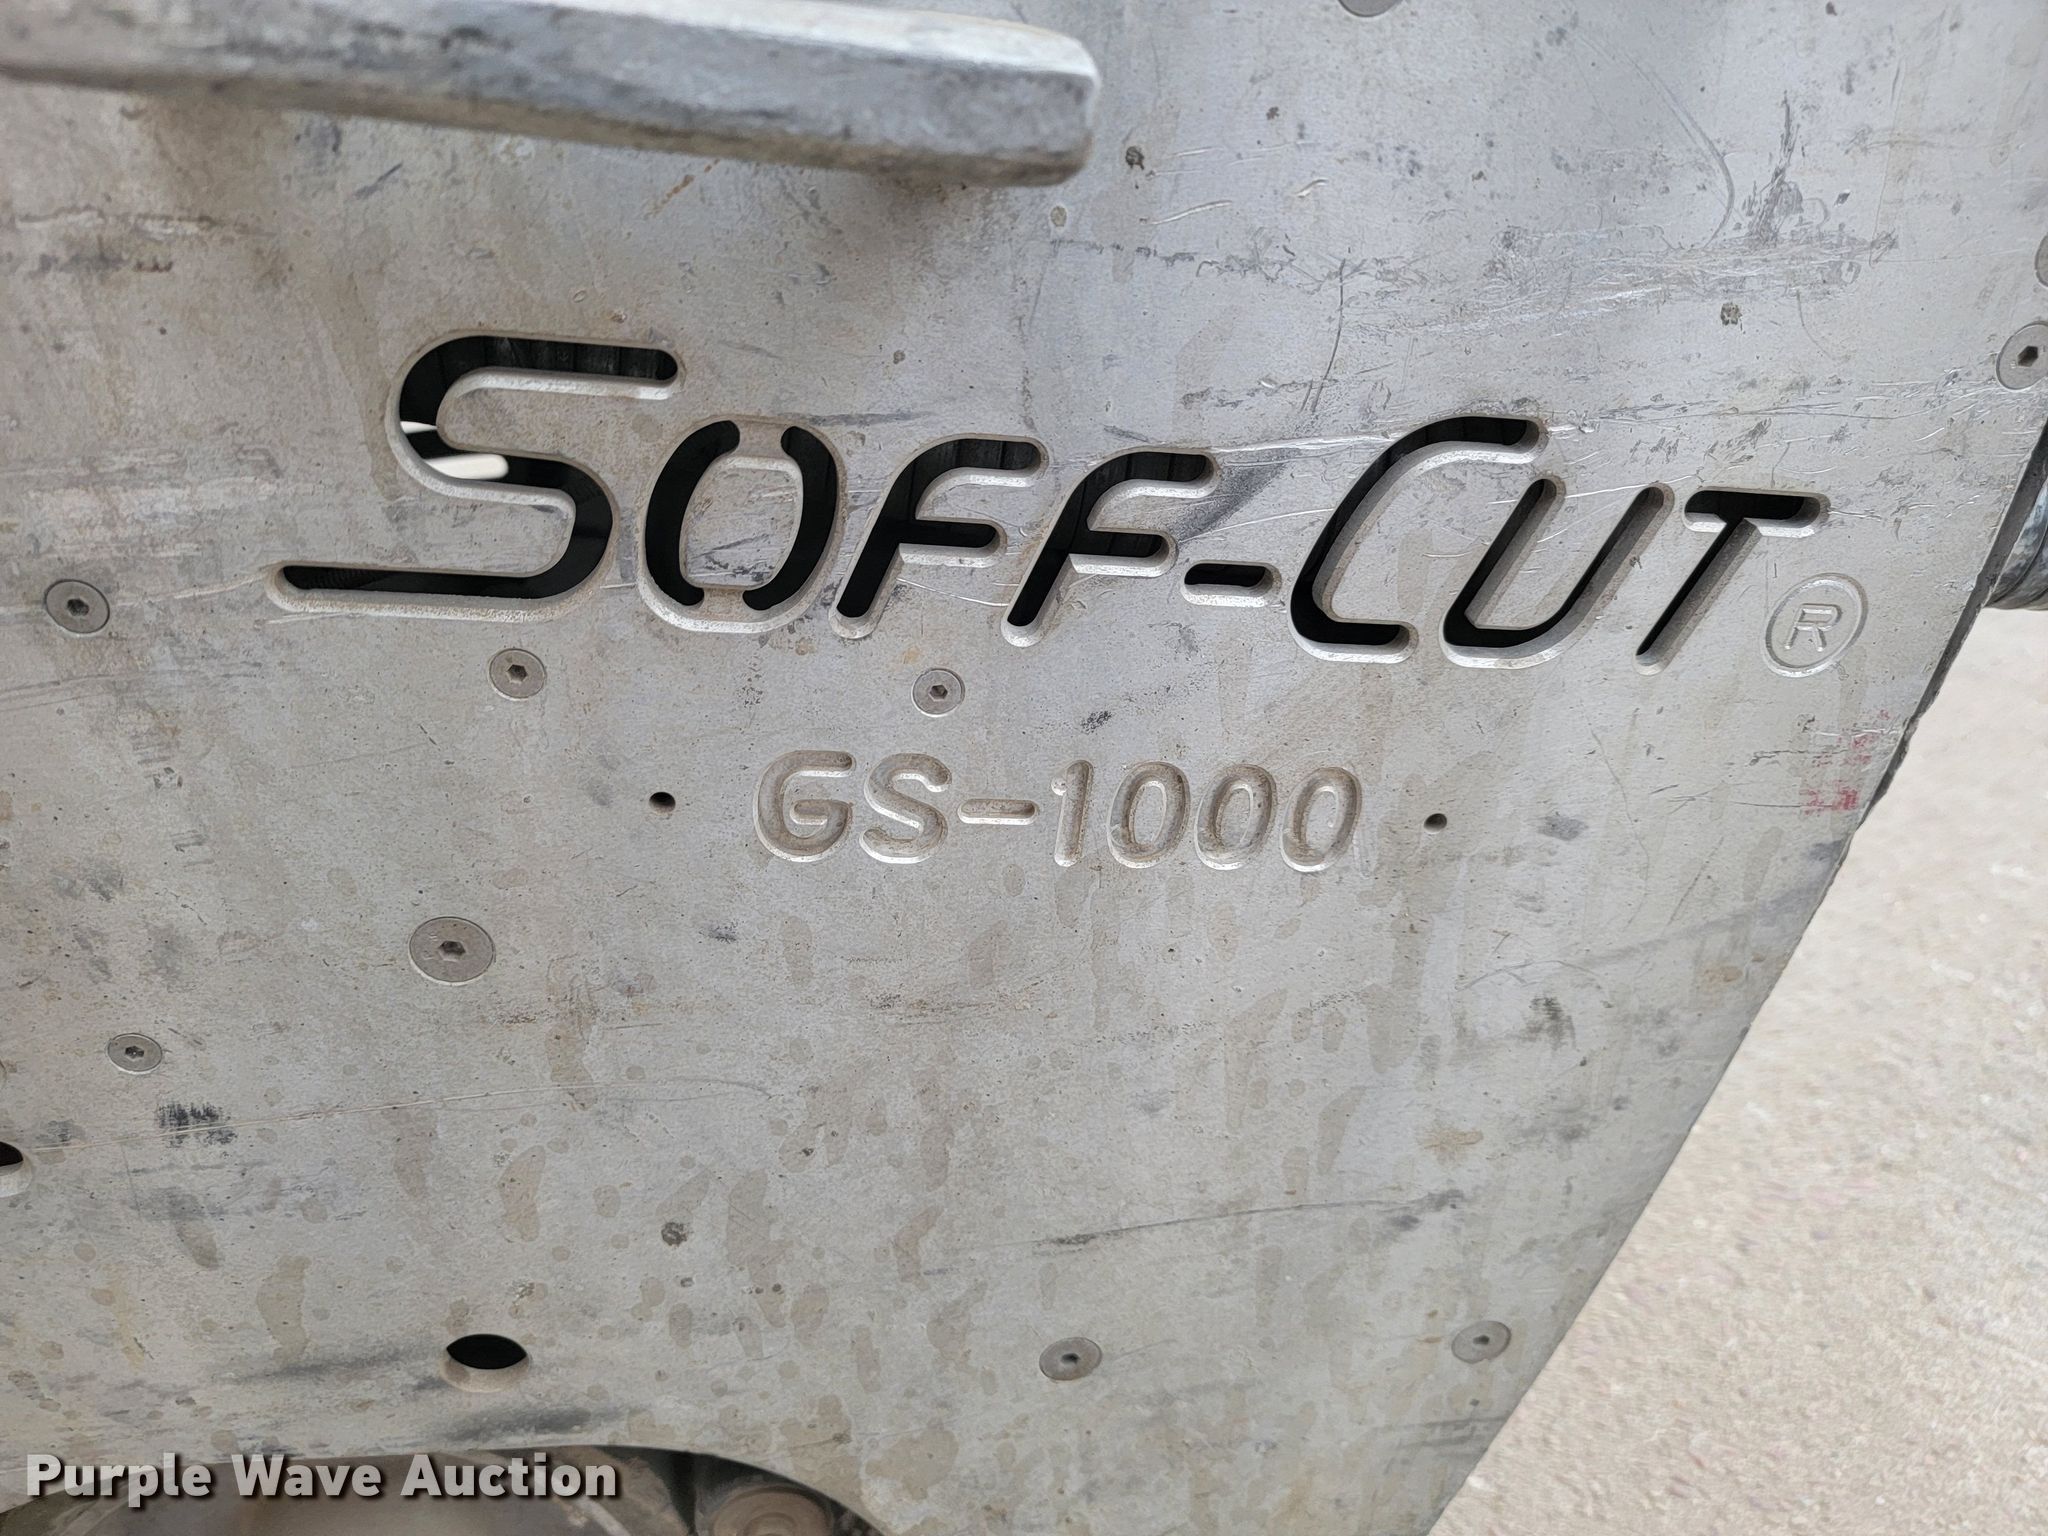 SOFF-CUT®
GS-1000
Purple Wave Auction